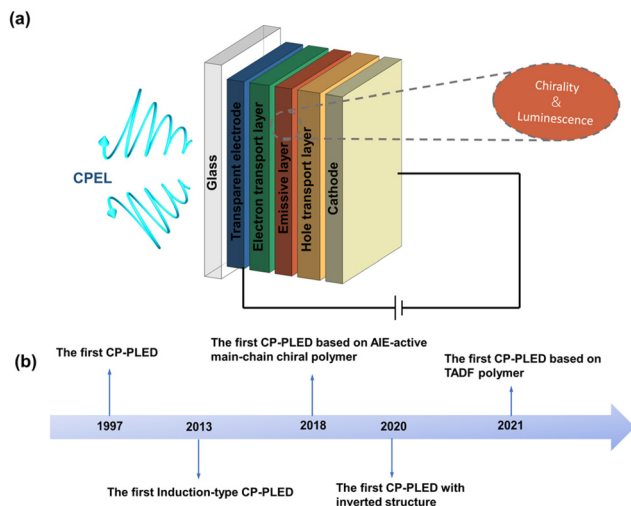 (a)
Chirality
&
Luminescence
CPEL
Glass
Transparent electrode
Electron transport layer
Emissive layer
Hole transport layer
Cathode
(b)
The first CP-PLED
The first CP-PLED based on AIE-active
main-chain chiral polymer
The first CP-PLED based on
TADF polymer
1997
2013
2018
2020
2021
The first Induction-type CP-PLED
The first CP-PLED with
inverted structure